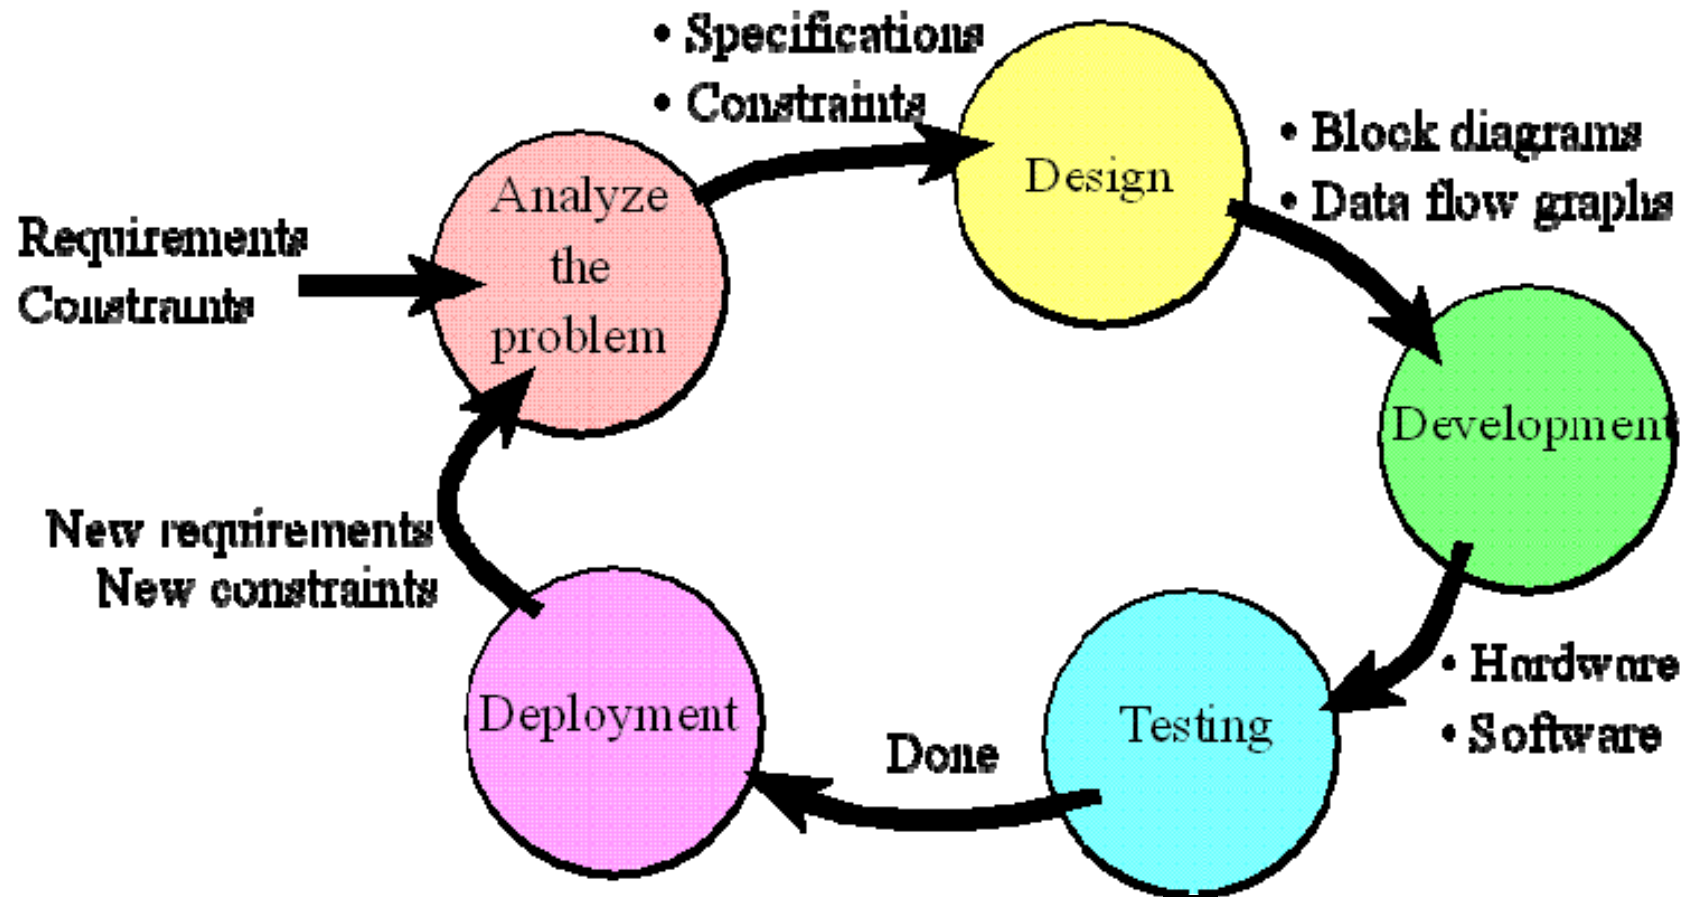 • Specifications
• Constraints
Design
• Block diagrams
• Data flow graphs
Analyze
the
problem
Requirements
Constraints
Development
New requirements
New constraints
• Hardware
• Software
Testing
Done
Deployment